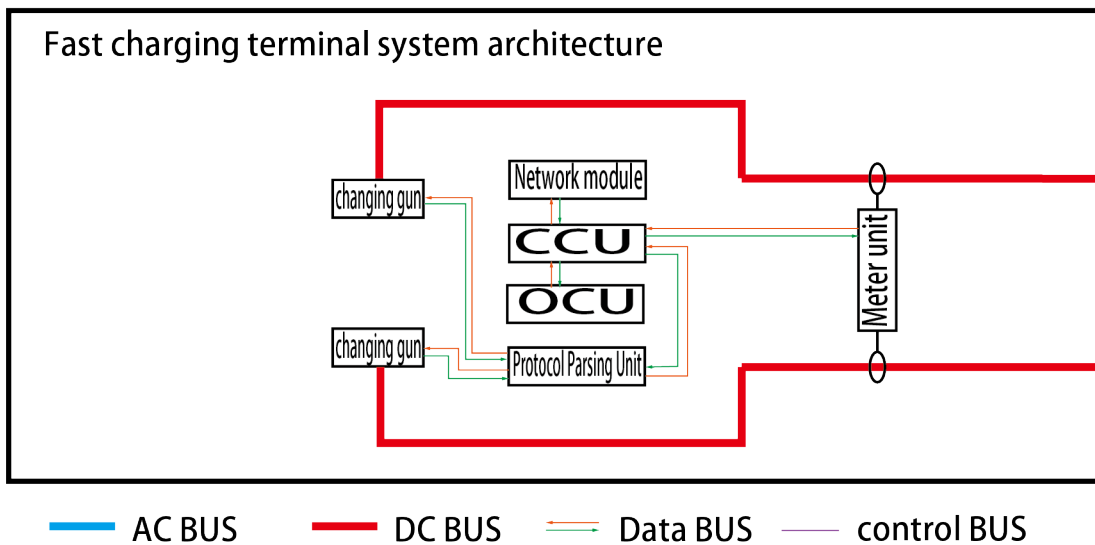 Fast charging terminal system architecture
changing gun
Network module
CCU
OCU
Meter unit
changing gun
Protocol Parsing Unit
AC BUS
DC BUS
Data BUS
control BUS